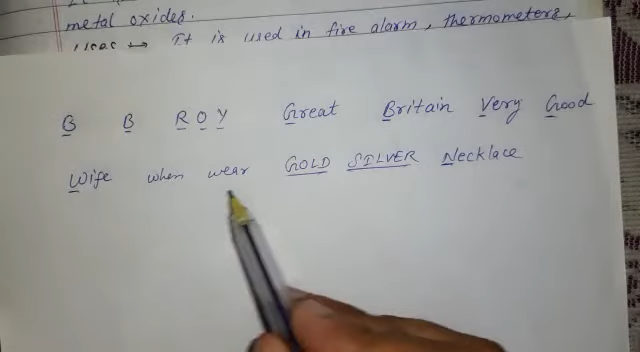 metal oxides.
Uses → It is used in fire alarm, thermometers,
B B R O Y Great Britain Very Good
Wife when wear GOLD SILVER Necklace